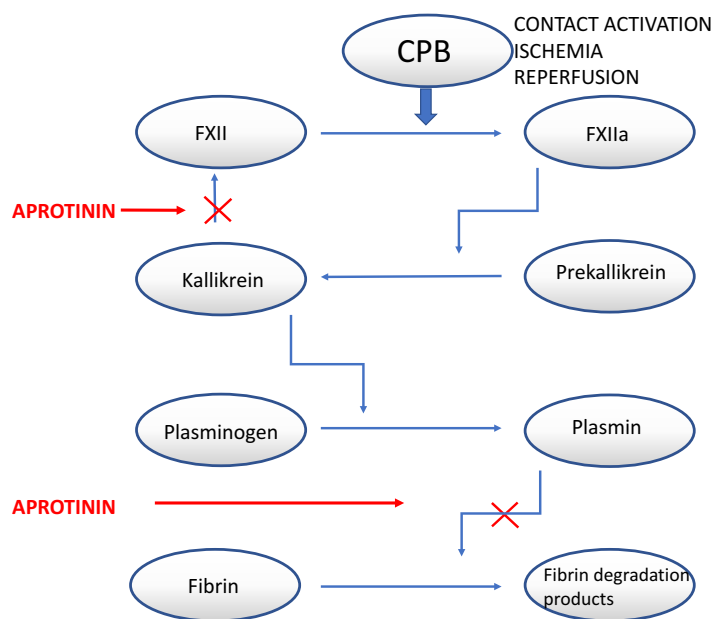 CONTACT ACTIVATION
CPB
ISCHEMIA
REPERFUSION
FXII
FXIIa
APROTININ
Kallikrein
Prekallikrein
Plasminogen
Plasmin
APROTININ
Fibrin
Fibrin degradation
products